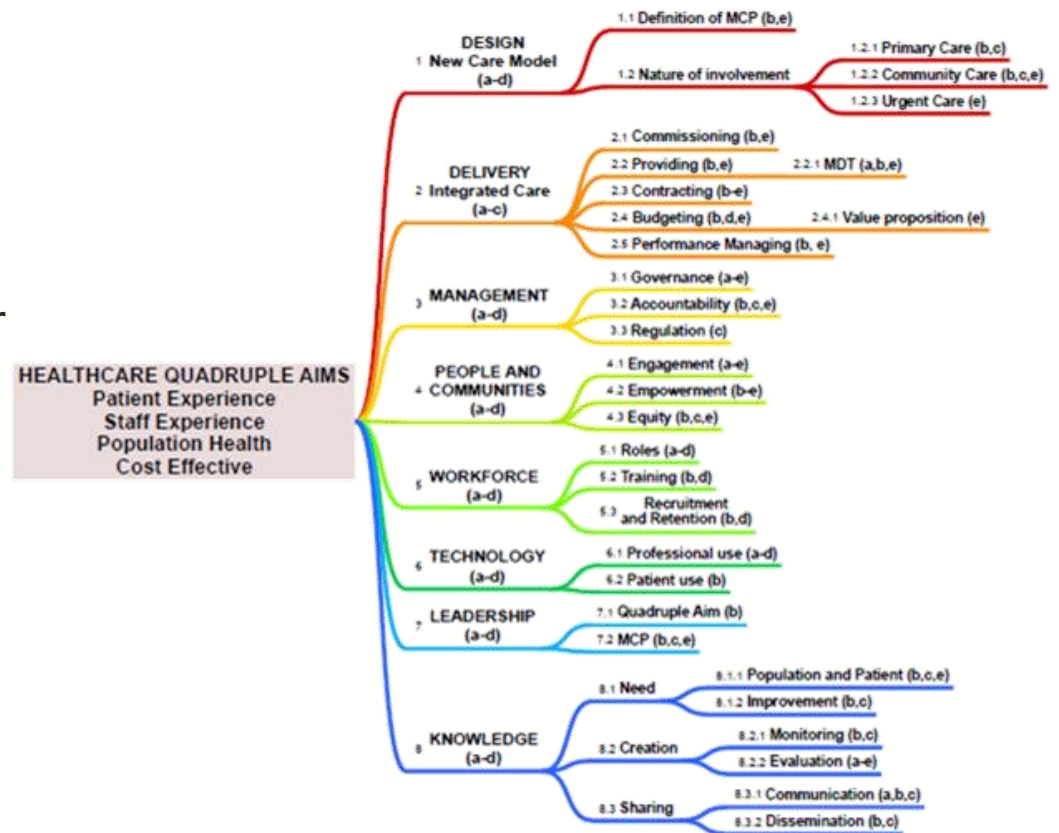 HEALTHCARE QUADRUPLE AIMS
Patient Experience
Staff Experience
Population Health
Cost Effective
1 DESIGN
New Care Model
(a-d)
1.1 Definition of MCP (b,e)
1.2 Nature of involvement
1.2.1 Primary Care (b,c)
1.2.2 Community Care (b,c,e)
1.2.3 Urgent Care (e)
2 DELIVERY
Integrated Care
(a-c)
2.1 Commissioning (b,e)
2.2 Providing (b,e)
2.2.1 MDT (a,b,e)
2.3 Contracting (b-e)
2.4 Budgeting (b,d,e)
2.4.1 Value proposition (e)
2.5 Performance Managing (b, e)
3 MANAGEMENT
(a-d)
3.1 Governance (a-e)
3.2 Accountability (b,c,e)
3.3 Regulation (c)
4 PEOPLE AND
COMMUNITIES
(a-d)
4.1 Engagement (a-e)
4.2 Empowerment (b-e)
4.3 Equity (b,c,e)
5 WORKFORCE
(a-d)
5.1 Roles (a-d)
5.2 Training (b,d)
5.3 Recruitment
and Retention (b,d)
6 TECHNOLOGY
(a-d)
6.1 Professional use (a-d)
6.2 Patient use (b)
7 LEADERSHIP
(a-d)
7.1 Quadruple Aim (b)
7.2 MCP (b,c,e)
8 KNOWLEDGE
(a-d)
8.1 Need
8.1.1 Population and Patient (b,c,e)
8.1.2 Improvement (b,c)
8.2 Creation
8.2.1 Monitoring (b,c)
8.2.2 Evaluation (a-e)
8.3 Sharing
8.3.1 Communication (a,b,c)
8.3.2 Dissemination (b,c)